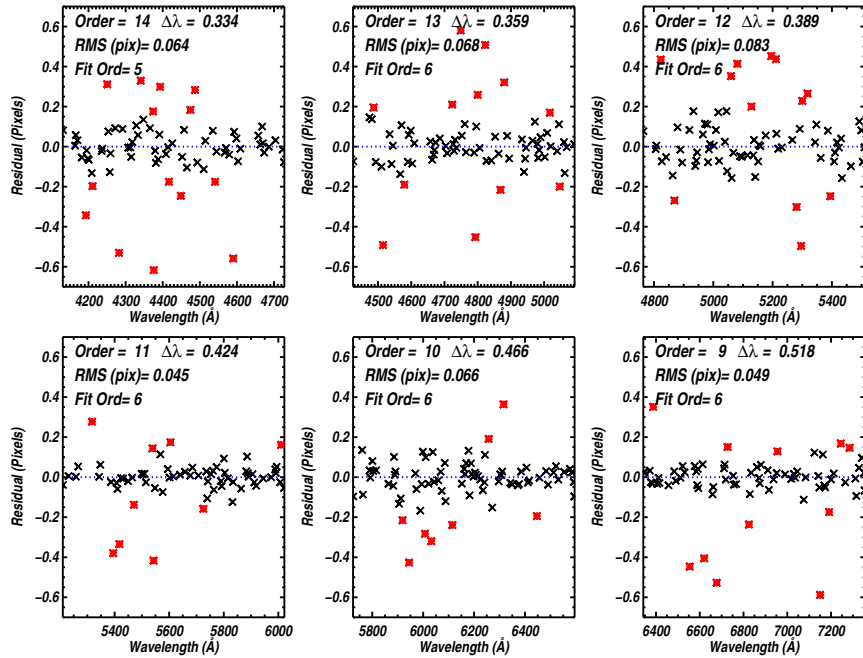 Order = 14 Δλ = 0.334
RMS (pix)= 0.064
Fit Ord= 5
0.6
0.4
0.2
0.0
−0.2
−0.4
−0.6
Residual (Pixels)
4200 4300 4400 4500 4600 4700
Wavelength (Å)
Order = 13 Δλ = 0.359
RMS (pix)= 0.068
Fit Ord= 6
0.6
0.4
0.2
0.0
−0.2
−0.4
−0.6
Residual (Pixels)
4500 4600 4700 4800 4900 5000
Wavelength (Å)
Order = 12 Δλ = 0.389
RMS (pix)= 0.083
Fit Ord= 6
0.6
0.4
0.2
0.0
−0.2
−0.4
−0.6
Residual (Pixels)
4800 5000 5200 5400
Wavelength (Å)
Order = 11 Δλ = 0.424
RMS (pix)= 0.045
Fit Ord= 6
0.6
0.4
0.2
0.0
−0.2
−0.4
−0.6
Residual (Pixels)
5400 5600 5800 6000
Wavelength (Å)
Order = 10 Δλ = 0.466
RMS (pix)= 0.066
Fit Ord= 6
0.6
0.4
0.2
0.0
−0.2
−0.4
−0.6
Residual (Pixels)
5800 6000 6200 6400
Wavelength (Å)
Order = 9 Δλ = 0.518
RMS (pix)= 0.049
Fit Ord= 6
0.6
0.4
0.2
0.0
−0.2
−0.4
−0.6
Residual (Pixels)
6400 6600 6800 7000 7200
Wavelength (Å)